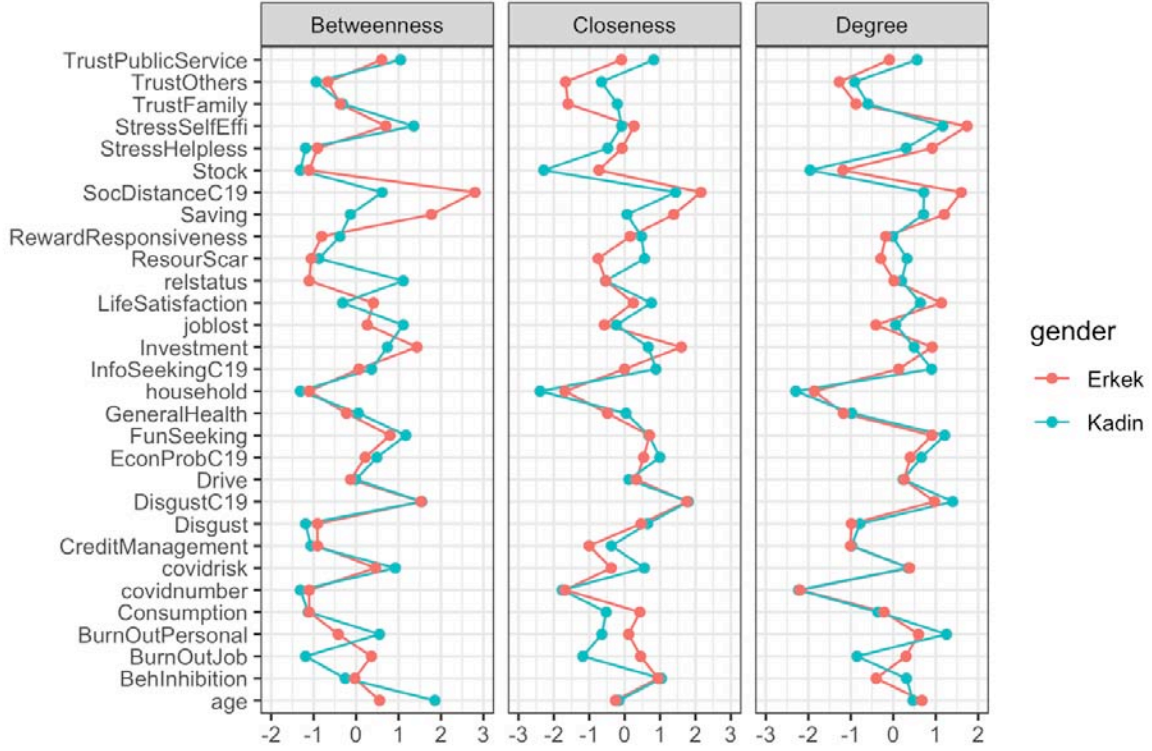 Betweenness Closeness Degree
TrustPublicService
TrustOthers
TrustFamily
StressSelfEffi
StressHelpless
Stock
SocDistanceC19
Saving
RewardResponsiveness
ResourScar
relstatus
LifeSatisfaction
joblost
Investment
InfoSeekingC19
household
GeneralHealth
FunSeeking
EconProbC19
Drive
DisgustC19
Disgust
CreditManagement
covidrisk
covidnumber
Consumption
BurnOutPersonal
BurnOutJob
BehInhibition
age
-2 -1 0 1 2 3 -3 -2 -1 0 1 2 3 -3 -2 -1 0 1 2
gender
Erkek
Kadin